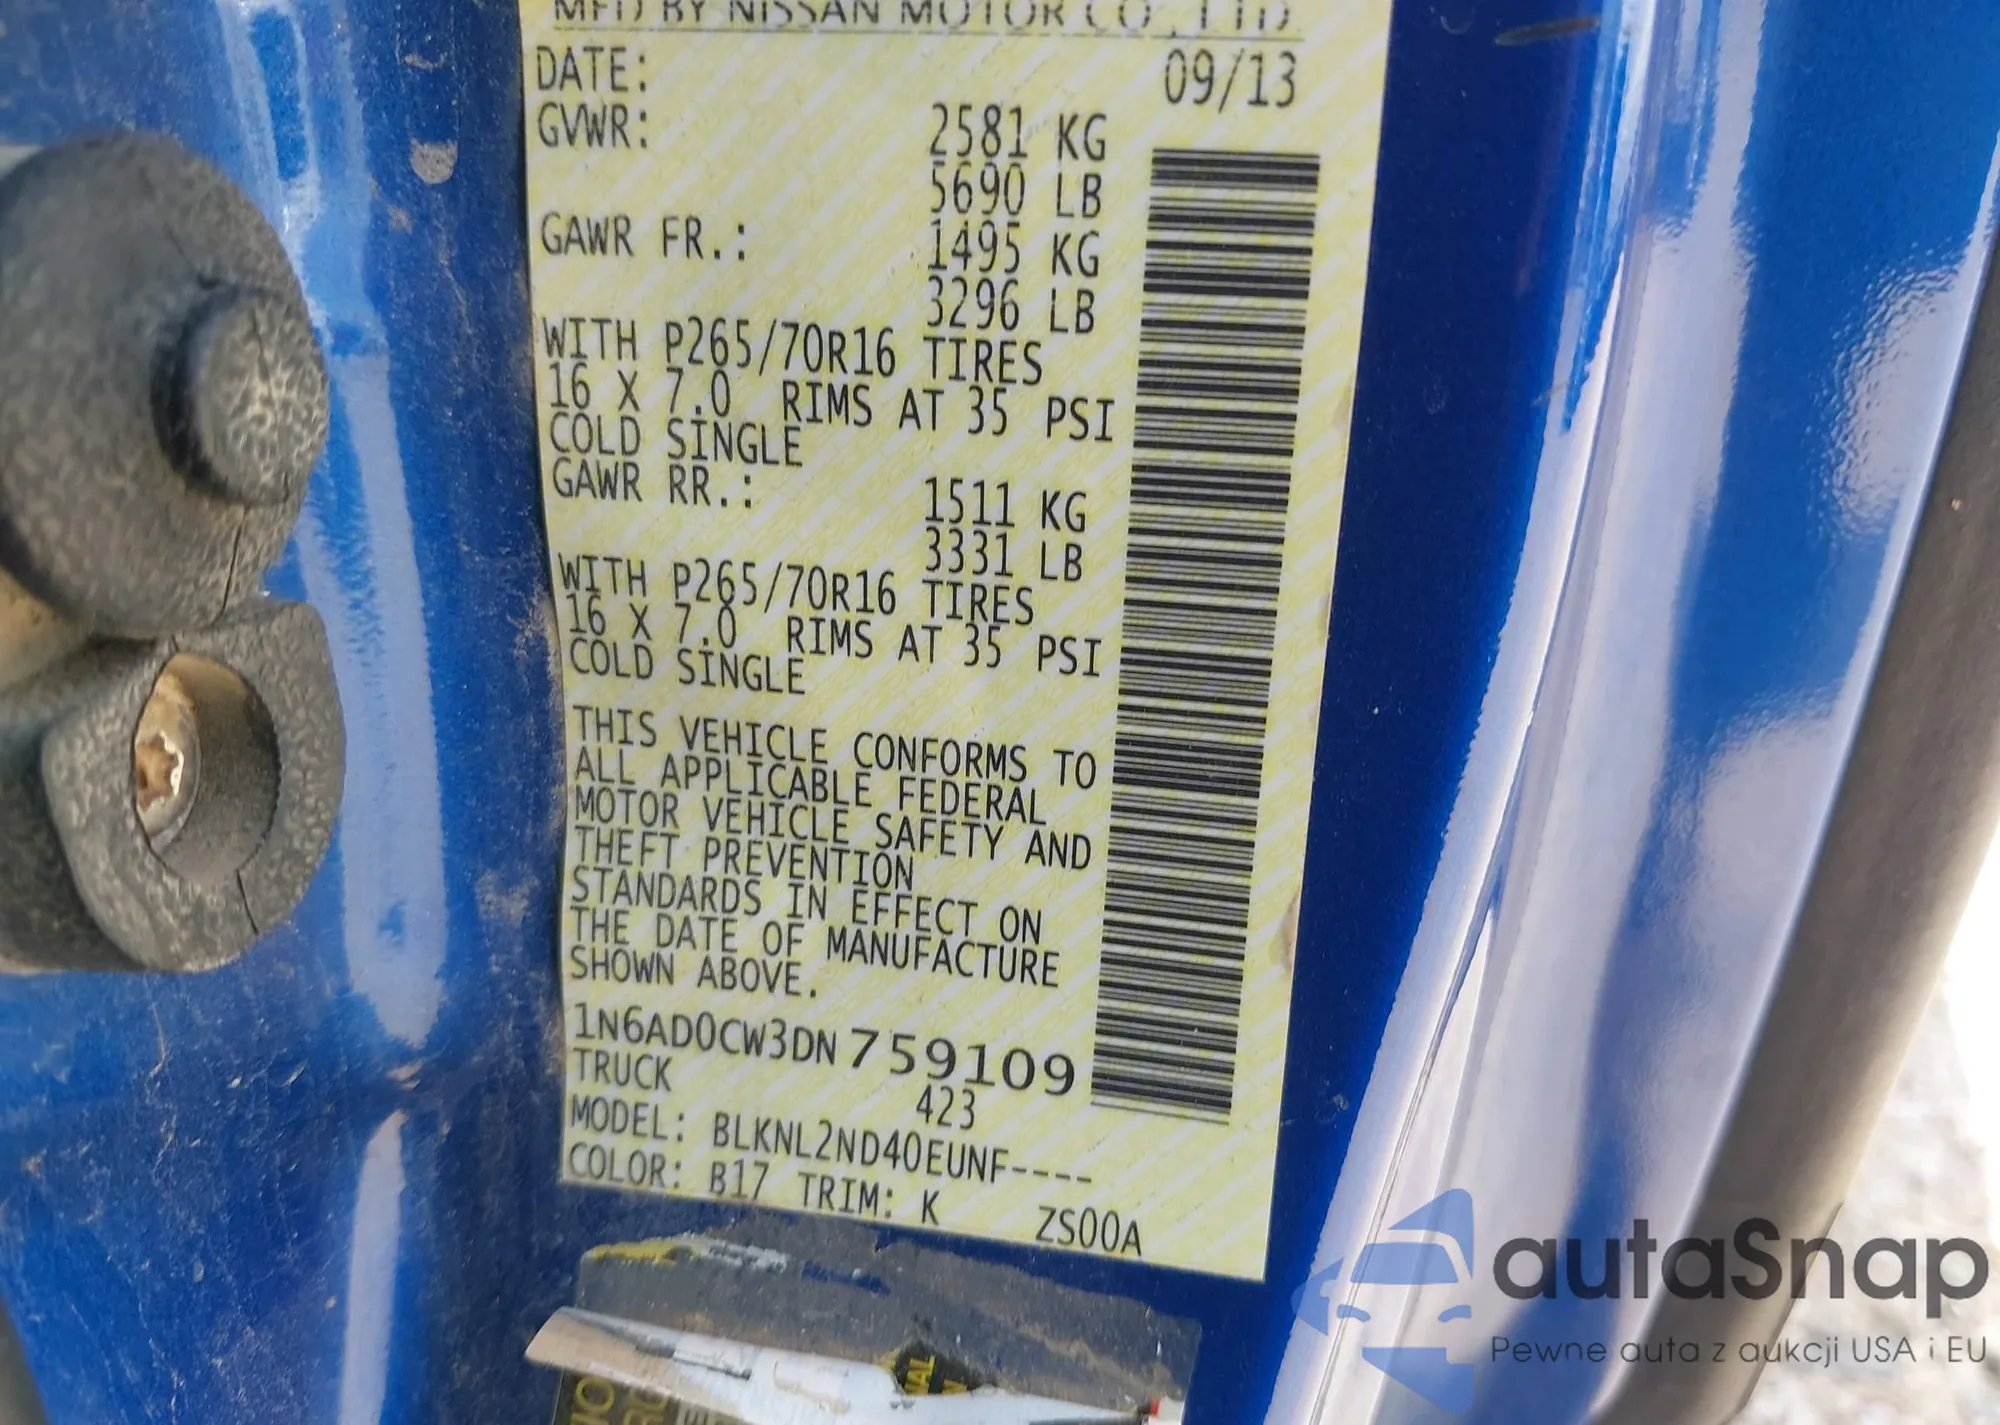 MFD BY NISSAN MOTOR CO., LTD.
DATE: 09/13
GVWR: 2581 KG
5690 LB
GAWR FR.: 1495 KG
3296 LB
WITH P265/70R16 TIRES
16 X 7.0 RIMS AT 35 PSI
COLD SINGLE
GAWR RR.: 1511 KG
3331 LB
WITH P265/70R16 TIRES
16 X 7.0 RIMS AT 35 PSI
COLD SINGLE
THIS VEHICLE CONFORMS TO
ALL APPLICABLE FEDERAL
MOTOR VEHICLE SAFETY AND
THEFT PREVENTION
STANDARDS IN EFFECT ON
THE DATE OF MANUFACTURE
SHOWN ABOVE.
1N6AD0CW3DN759109
TRUCK 423
MODEL: BLKNL2ND40EUNF----
COLOR: B17 TRIM: K ZS00A
autaSnap
Pewne auta z aukcji USA i EU